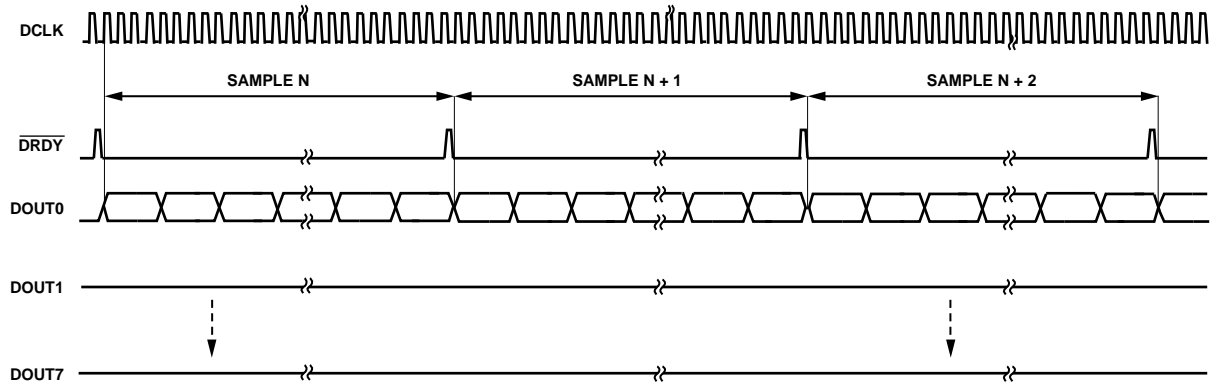 DCLK
SAMPLE N
SAMPLE N + 1
SAMPLE N + 2
DRDY
DOUT0
DOUT1
DOUT7